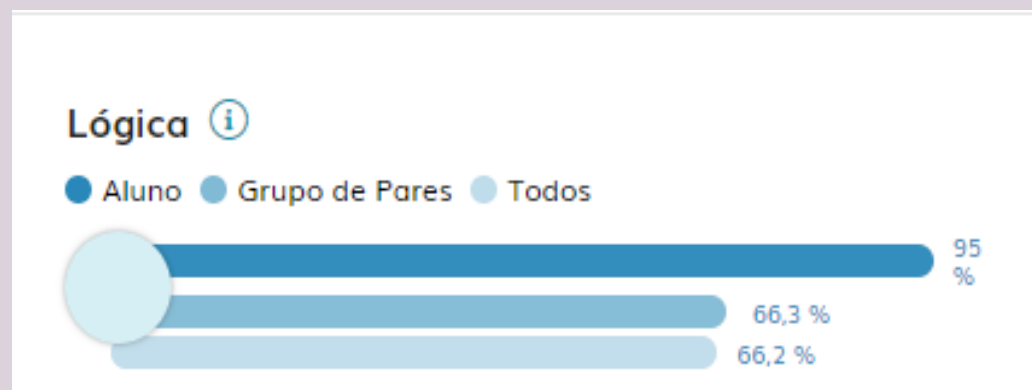 Lógica i
Aluno Grupo de Pares Todos
95
%
66,3 %
66,2 %